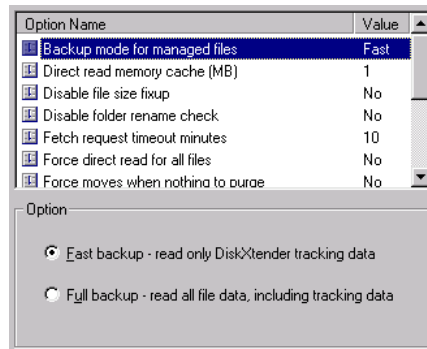 Option Name Value
Backup mode for managed files Fast
Direct read memory cache (MB) 1
Disable file size fixup No
Disable folder rename check No
Fetch request timeout minutes 10
Force direct read for all files No
Force moves when nothing to purge No
Option
Fast backup - read only DiskXtender tracking data
Full backup - read all file data, including tracking data